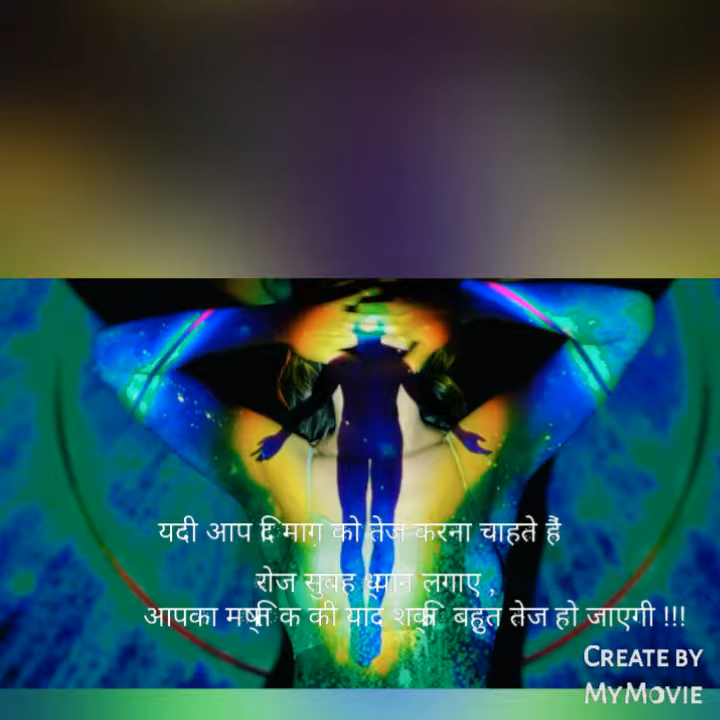 यदी आप दिमाग को तेज करना चाहते हैं
रोज सुबह ध्यान लगाए ,
आपका मष्तिक की याद शक्ति बहुत तेज हो जाएगी !!!
CREATE BY
MYMOVIE